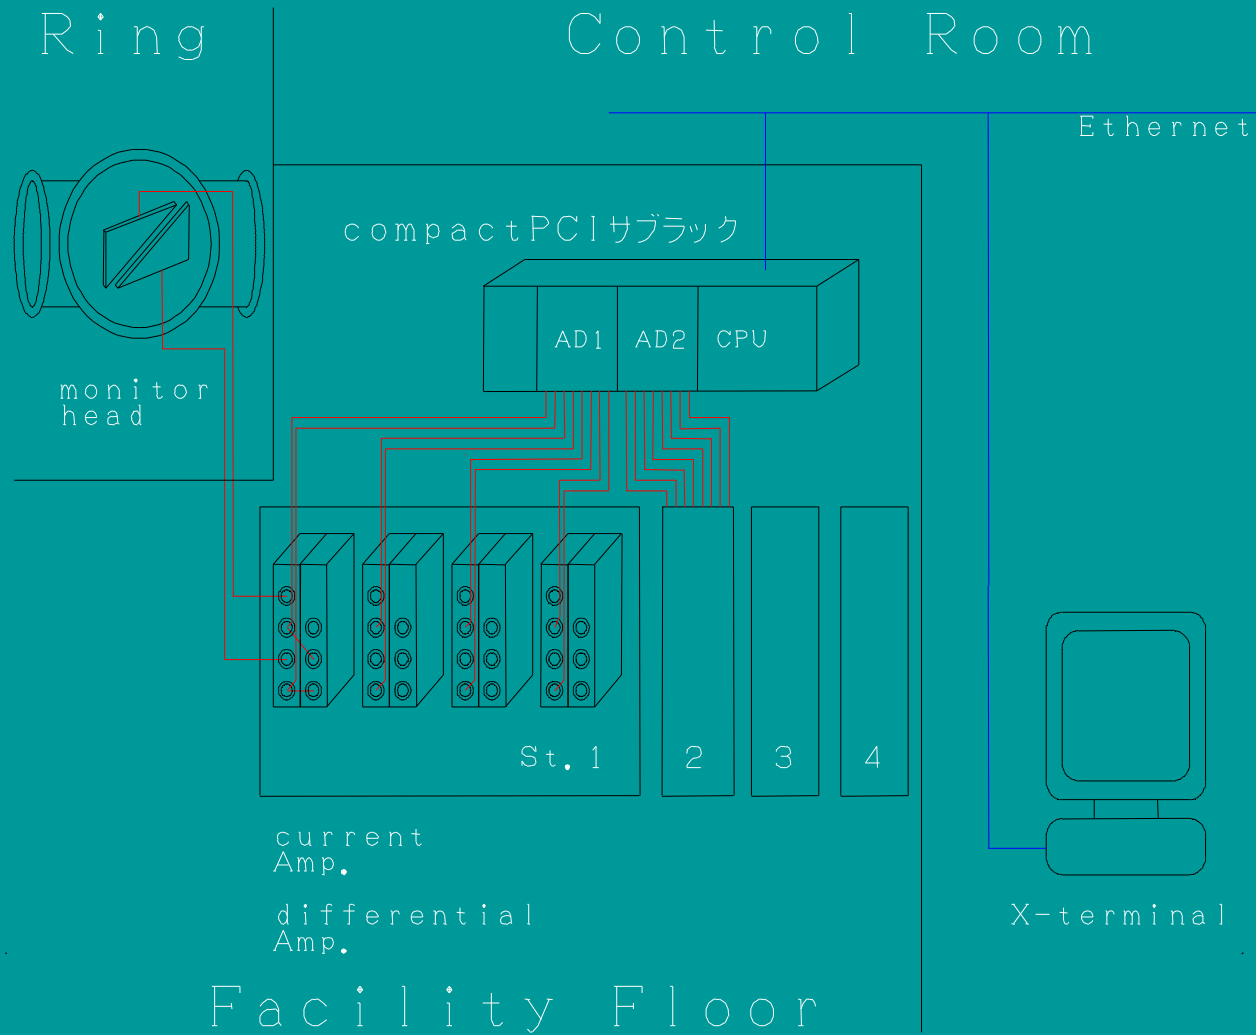 Ring
Control Room
Ethernet
compactPCIサブラック
AD1
AD2
CPU
monitor
head
St.1
2
3
4
current
Amp.
differential
Amp.
X-terminal
Facility Floor